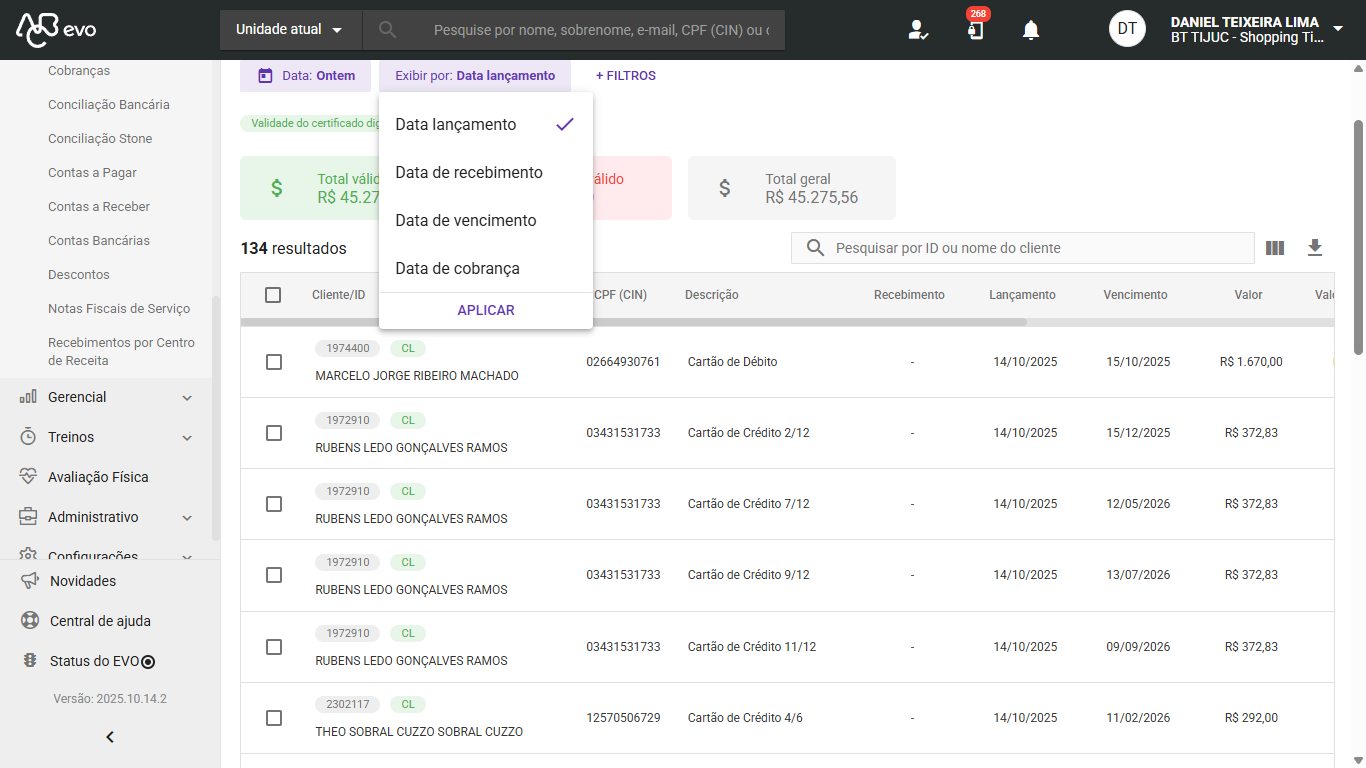 evo
Unidade atual
Pesquise por nome, sobrenome, e-mail, CPF (CIN) ou c
268
DT
DANIEL TEIXEIRA LIMA
BT TIJUC - Shopping Ti...
Cobranças
Conciliação Bancária
Conciliação Stone
Contas a Pagar
Contas a Receber
Contas Bancárias
Descontos
Notas Fiscais de Serviço
Recebimentos por Centro
de Receita
Gerencial
Treinos
Avaliação Física
Administrativo
Configurações
Novidades
Central de ajuda
Status do EVO
Versão: 2025.10.14.2
Data: Ontem
Exibir por: Data lançamento
+ FILTROS
Data lançamento
Data de recebimento
Data de vencimento
Data de cobrança
APLICAR
Validade do certificado dig
Total válid
R$ 45.27
álido
Total geral
R$ 45.275,56
134 resultados
Pesquisar por ID ou nome do cliente
Cliente/ID CPF (CIN) Descrição Recebimento Lançamento Vencimento Valor Valo
1974400 CL
MARCELO JORGE RIBEIRO MACHADO 02664930761 Cartão de Débito - 14/10/2025 15/10/2025 R$ 1.670,00
1972910 CL
RUBENS LEDO GONÇALVES RAMOS 03431531733 Cartão de Crédito 2/12 - 14/10/2025 15/12/2025 R$ 372,83
1972910 CL
RUBENS LEDO GONÇALVES RAMOS 03431531733 Cartão de Crédito 7/12 - 14/10/2025 12/05/2026 R$ 372,83
1972910 CL
RUBENS LEDO GONÇALVES RAMOS 03431531733 Cartão de Crédito 9/12 - 14/10/2025 13/07/2026 R$ 372,83
1972910 CL
RUBENS LEDO GONÇALVES RAMOS 03431531733 Cartão de Crédito 11/12 - 14/10/2025 09/09/2026 R$ 372,83
2302117 CL
THEO SOBRAL CUZZO SOBRAL CUZZO 12570506729 Cartão de Crédito 4/6 - 14/10/2025 11/02/2026 R$ 292,00